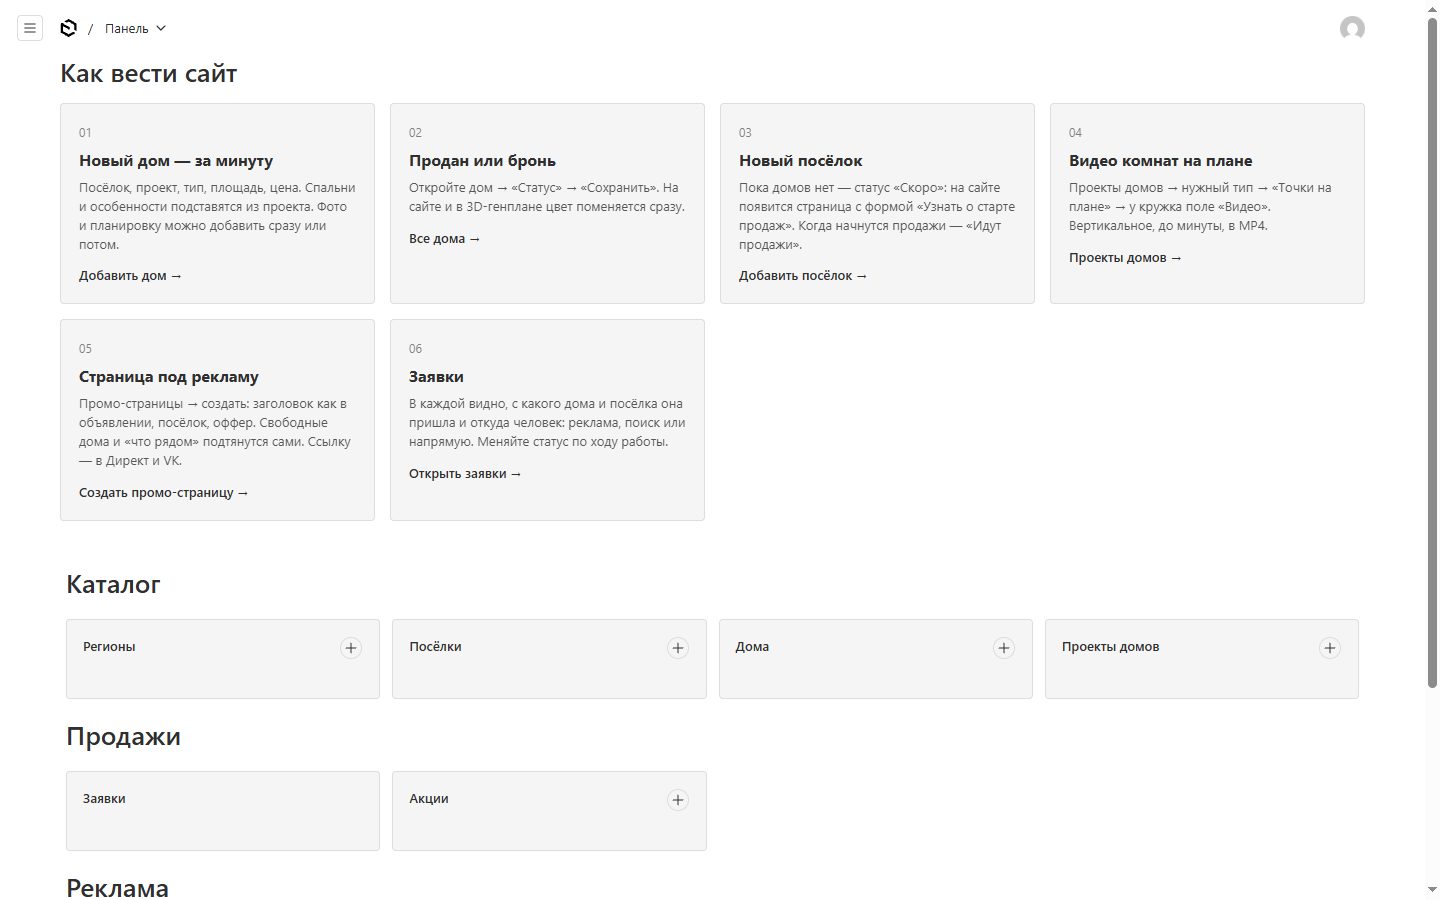 / Панель
Как вести сайт
01
Новый дом — за минуту
Посёлок, проект, тип, площадь, цена. Спальни
и особенности подставятся из проекта. Фото
и планировку можно добавить сразу или
потом.
Добавить дом →
02
Продан или бронь
Откройте дом → «Статус» → «Сохранить». На
сайте и в 3D-генплане цвет поменяется сразу.
Все дома →
03
Новый посёлок
Пока домов нет — статус «Скоро»: на сайте
появится страница с формой «Узнать о старте
продаж». Когда начнутся продажи — «Идут
продажи».
Добавить посёлок →
04
Видео комнат на плане
Проекты домов → нужный тип → «Точки на
плане» → у кружка поле «Видео».
Вертикальное, до минуты, в MP4.
Проекты домов →
05
Страница под рекламу
Промо-страницы → создать: заголовок как в
объявлении, посёлок, оффер. Свободные
дома и «что рядом» подтянутся сами. Ссылку
— в Директ и VK.
Создать промо-страницу →
06
Заявки
В каждой видно, с какого дома и посёлка она
пришла и откуда человек: реклама, поиск или
напрямую. Меняйте статус по ходу работы.
Открыть заявки →
Каталог
Регионы
Посёлки
Дома
Проекты домов
Продажи
Заявки
Акции
Реклама